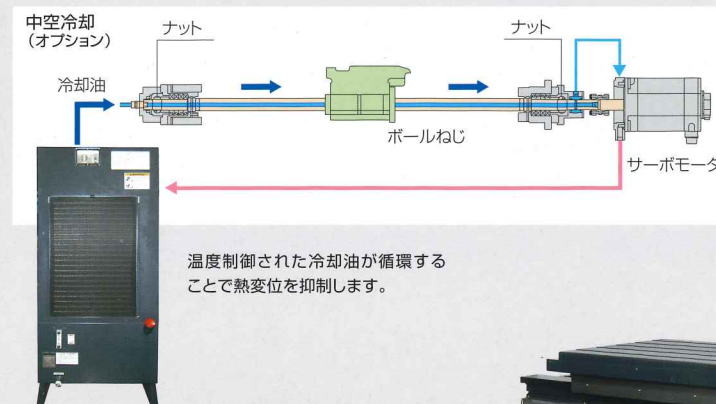 中空冷却
（オプション）
ナット
ナット
冷却油
ボールねじ
サーボモータ
温度制御された冷却油が循環する
ことで熱変位を抑制します。